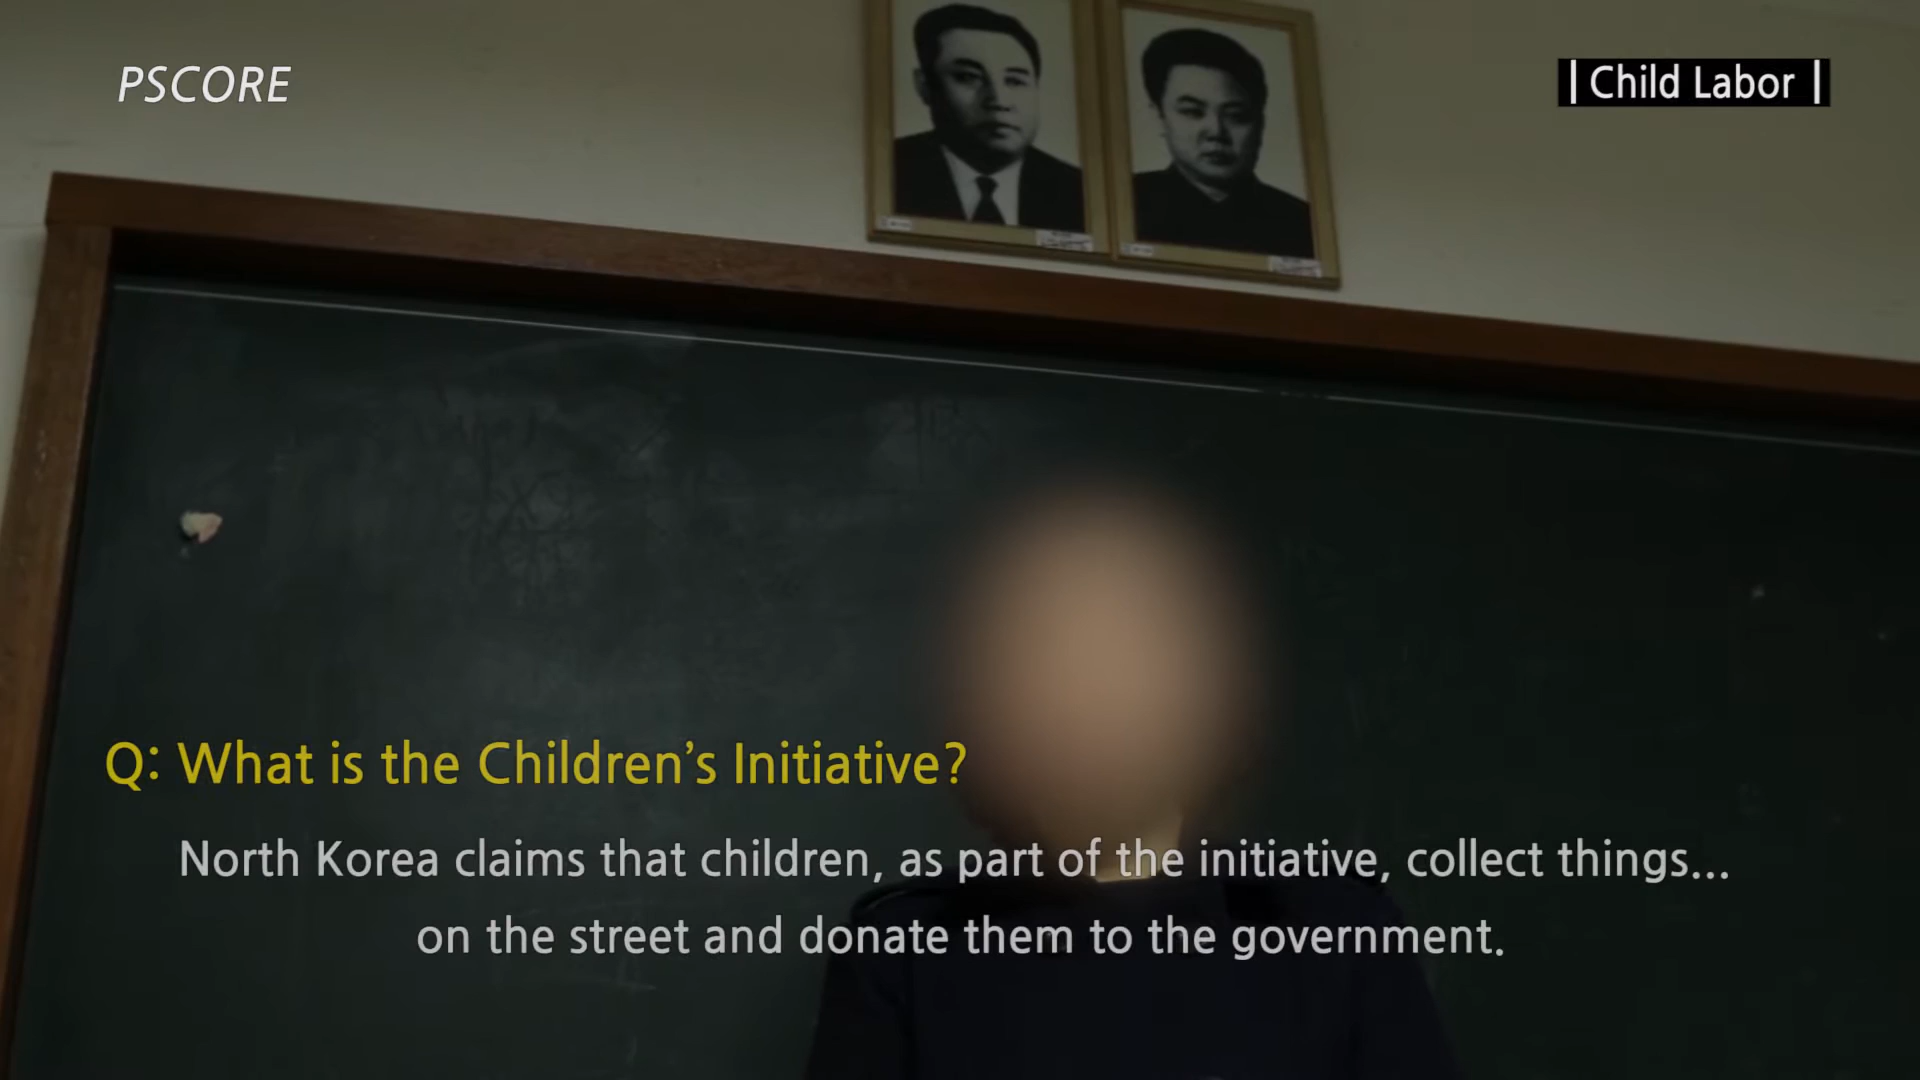 PSCORE
| Child Labor |
Q: What is the Children's Initiative?
North Korea claims that children, as part of the initiative, collect things...
on the street and donate them to the government.